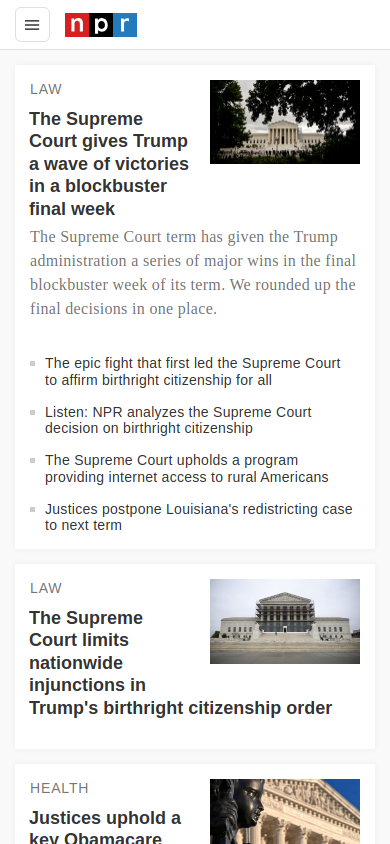 npr
LAW
The Supreme
Court gives Trump
a wave of victories
in a blockbuster
final week
The Supreme Court term has given the Trump
administration a series of major wins in the final
blockbuster week of its term. We rounded up the
final decisions in one place.
The epic fight that first led the Supreme Court
to affirm birthright citizenship for all
Listen: NPR analyzes the Supreme Court
decision on birthright citizenship
The Supreme Court upholds a program
providing internet access to rural Americans
Justices postpone Louisiana's redistricting case
to next term
LAW
The Supreme
Court limits
nationwide
injunctions in
Trump's birthright citizenship order
HEALTH
Justices uphold a
key Obamacare